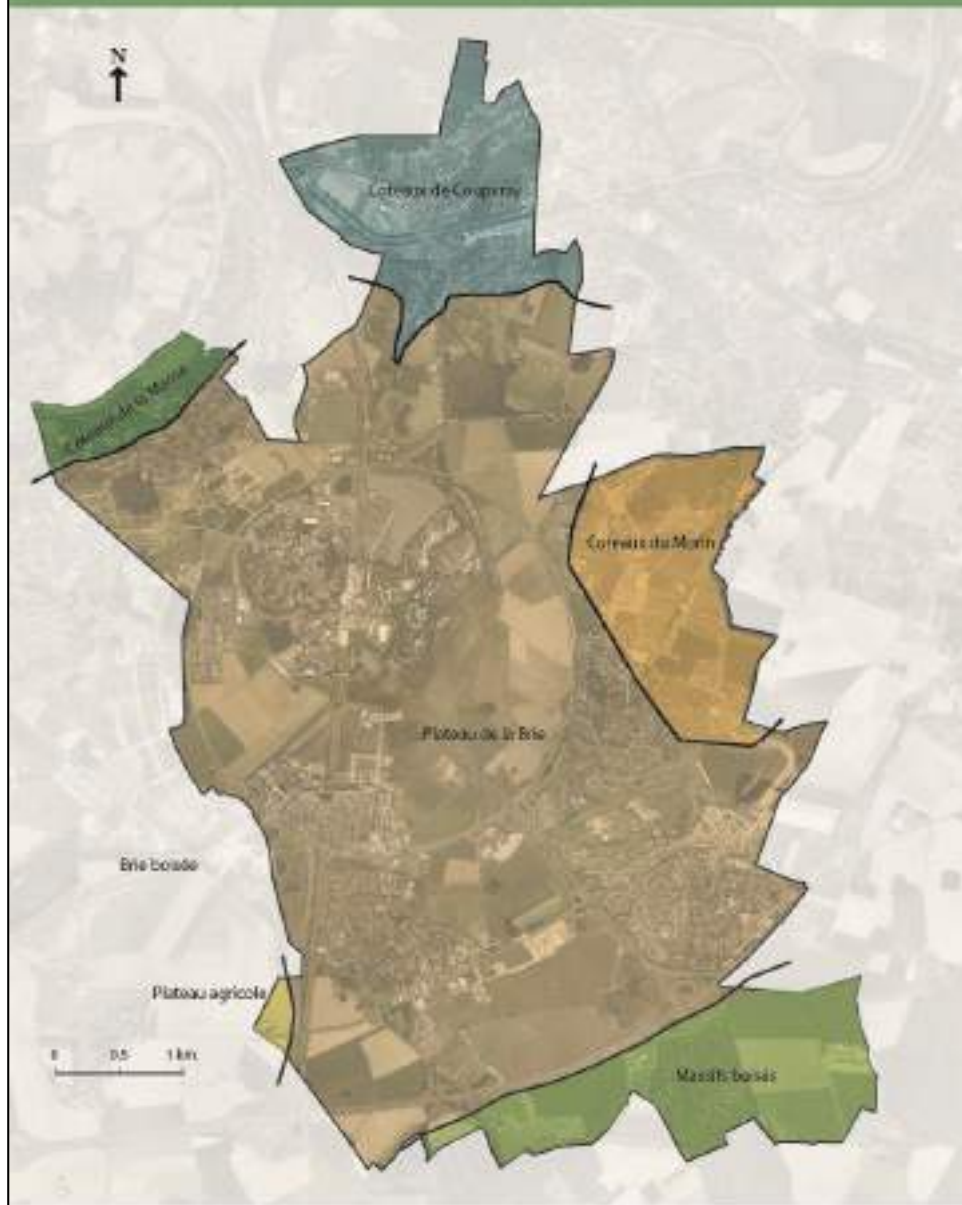 N
Coteaux de Coupvray
Coteaux de la Marne
Coteaux du Morin
Plateau de la Brie
Brie boisée
Plateau agricole
0 0.5 1 km
Massifs boisés